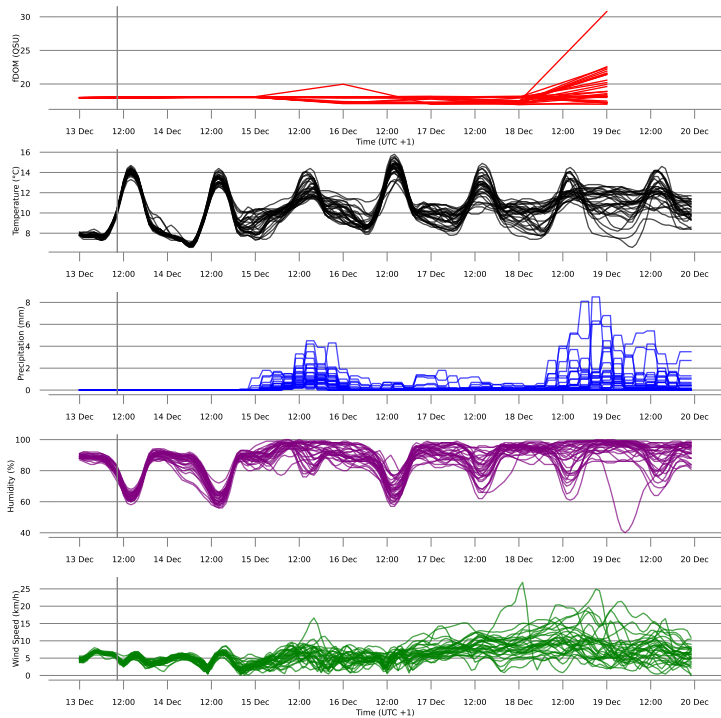 30
25
20
fDOM (QSU)
13 Dec 12:00 14 Dec 12:00 15 Dec 12:00 16 Dec 12:00 17 Dec 12:00 18 Dec 12:00 19 Dec 12:00 20 Dec
Time (UTC +1)
16
14
12
10
8
Temperature (°C)
13 Dec 12:00 14 Dec 12:00 15 Dec 12:00 16 Dec 12:00 17 Dec 12:00 18 Dec 12:00 19 Dec 12:00 20 Dec
8
6
4
2
0
Precipitation (mm)
13 Dec 12:00 14 Dec 12:00 15 Dec 12:00 16 Dec 12:00 17 Dec 12:00 18 Dec 12:00 19 Dec 12:00 20 Dec
100
80
60
40
Humidity (%)
13 Dec 12:00 14 Dec 12:00 15 Dec 12:00 16 Dec 12:00 17 Dec 12:00 18 Dec 12:00 19 Dec 12:00 20 Dec
25
20
15
10
5
0
Wind Speed (km/h)
13 Dec 12:00 14 Dec 12:00 15 Dec 12:00 16 Dec 12:00 17 Dec 12:00 18 Dec 12:00 19 Dec 12:00 20 Dec
Time (UTC +1)